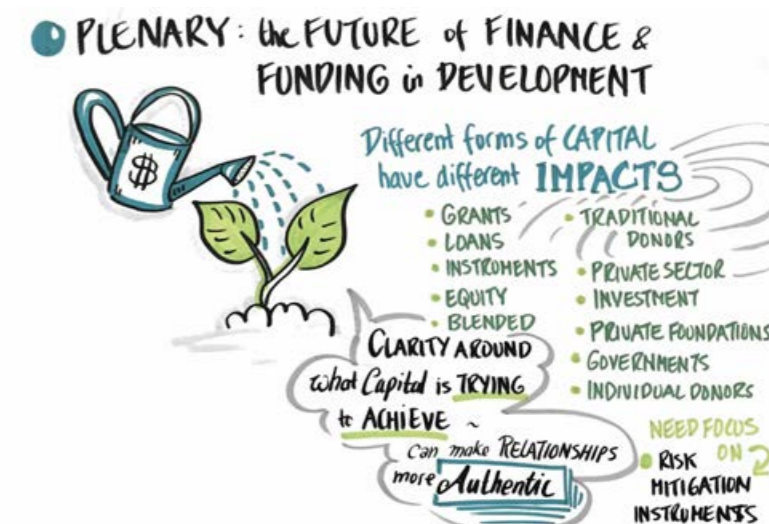 PLENARY: the FUTURE of FINANCE &
FUNDING in DEVELOPMENT
$
Different forms of CAPITAL
have different IMPACTS
• GRANTS
• LOANS
• INSTRUMENTS
• EQUITY
• BLENDED
• TRADITIONAL
DONORS
• PRIVATE SECTOR
• INVESTMENT
• PRIVATE FOUNDATIONS
• GOVERNMENTS
• INDIVIDUAL DONORS
CLARITY AROUND
what Capital is TRYING
to ACHIEVE ~
Can make RELATIONSHIPS
more Authentic
NEED FOCUS
ON
• RISK
MITIGATION
INSTRUMENTS